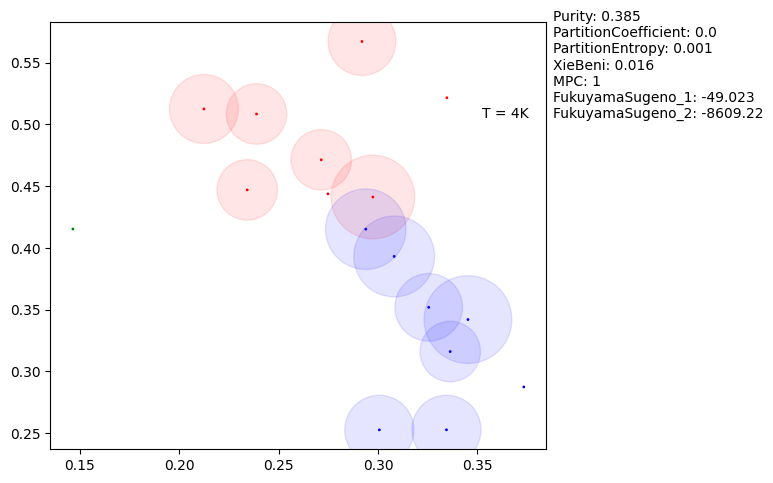 Purity: 0.385
PartitionCoefficient: 0.0
PartitionEntropy: 0.001
XieBeni: 0.016
MPC: 1
FukuyamaSugeno_1: -49.023
FukuyamaSugeno_2: -8609.22
T = 4K
0.55
0.50
0.45
0.40
0.35
0.30
0.25
0.15
0.20
0.25
0.30
0.35